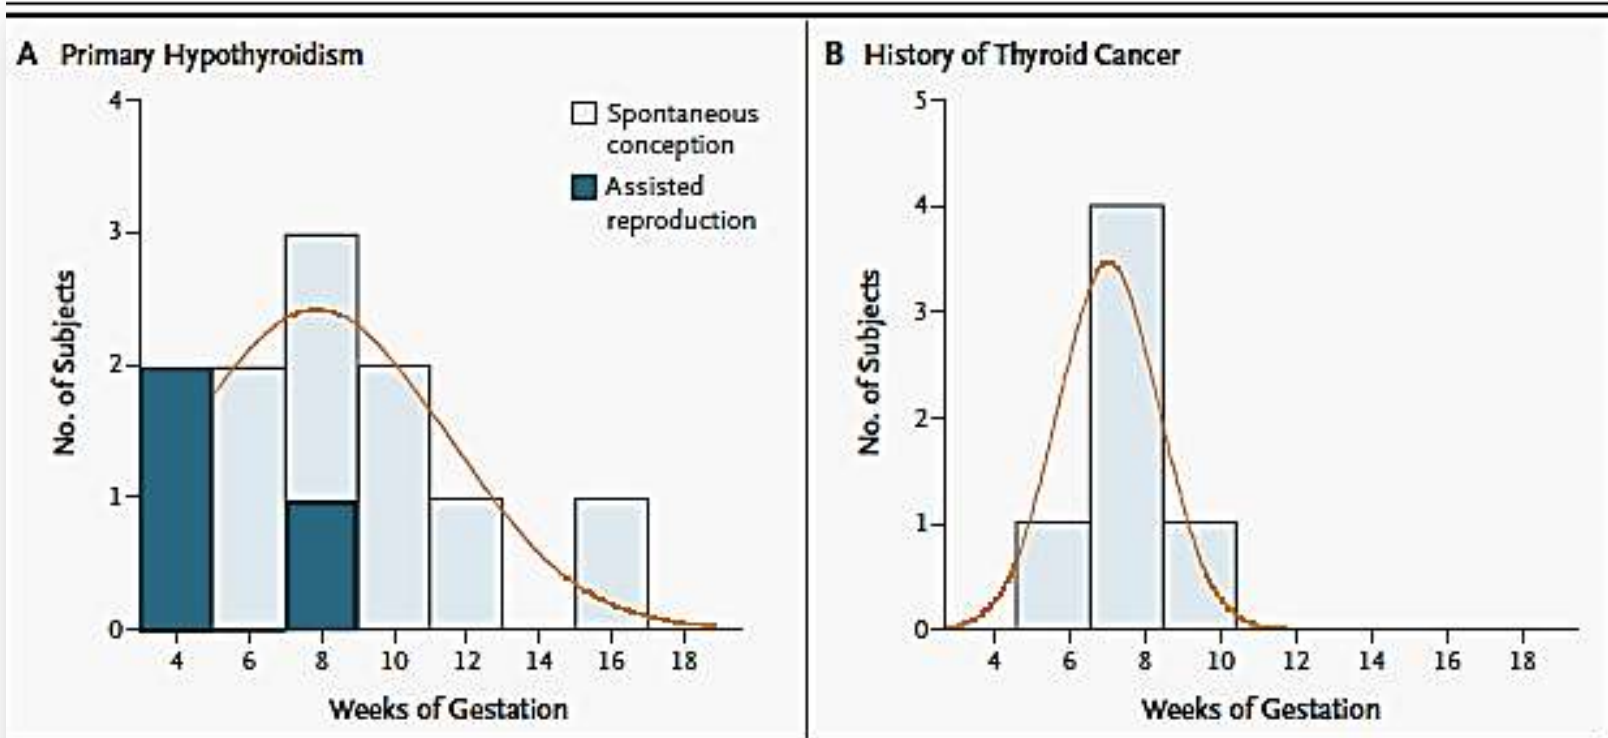 A Primary Hypothyroidism
4
3
2
1
0
No. of Subjects
Spontaneous
conception
Assisted
reproduction
4 6 8 10 12 14 16 18
Weeks of Gestation
B History of Thyroid Cancer
5
4
3
2
1
0
No. of Subjects
4 6 8 10 12 14 16 18
Weeks of Gestation